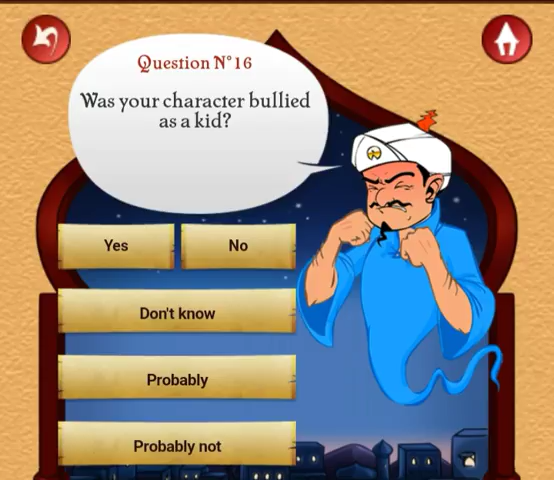 Question N°16
Was your character bullied
as a kid?
Yes
No
Don't know
Probably
Probably not